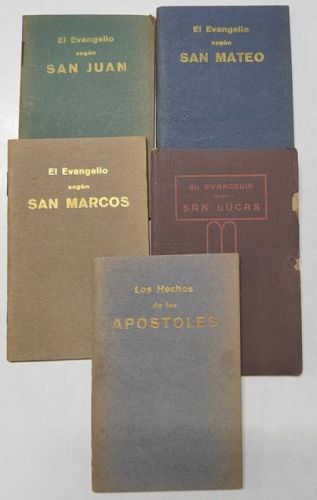 El Evangelio
según
SAN JUAN
El Evangelio
según
SAN MATEO
El Evangelio
según
SAN MARCOS
EL EVANGELIO
SEGUN
SAN LUCAS
Los Hechos
de los
APOSTOLES